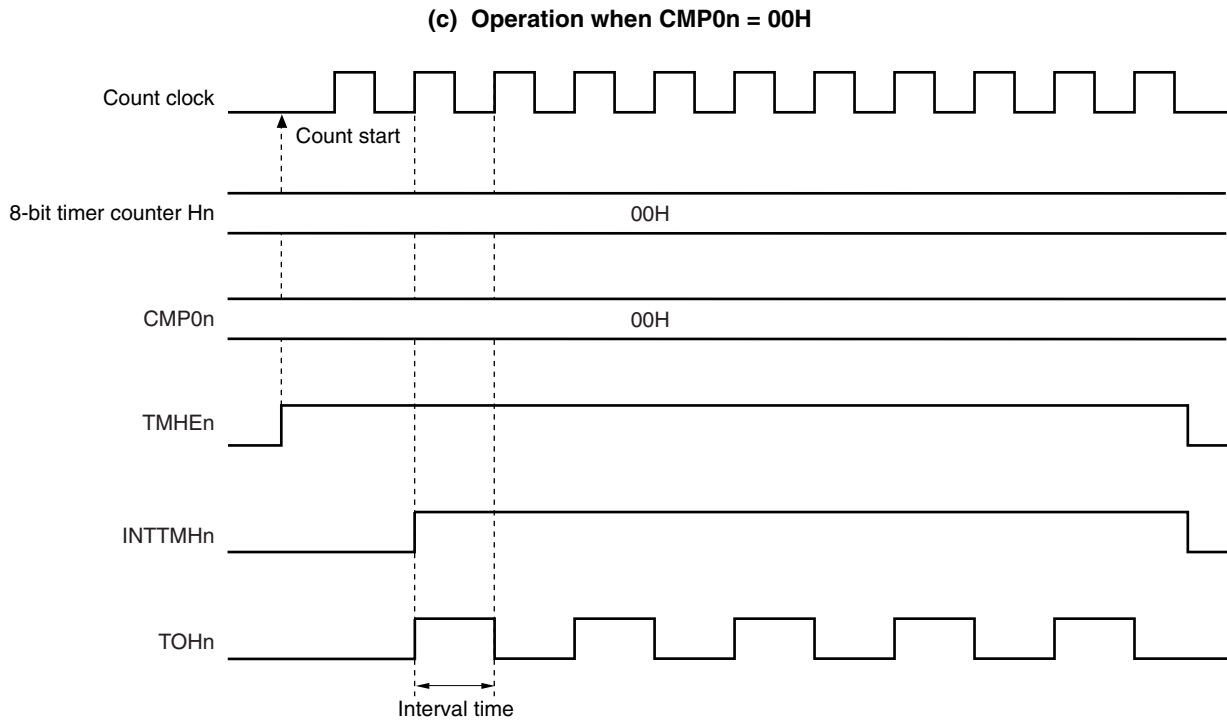 (c) Operation when CMP0n = 00H
Count clock
Count start
8-bit timer counter Hn
00H
CMP0n
00H
TMHEn
INTTMHn
TOHn
Interval time